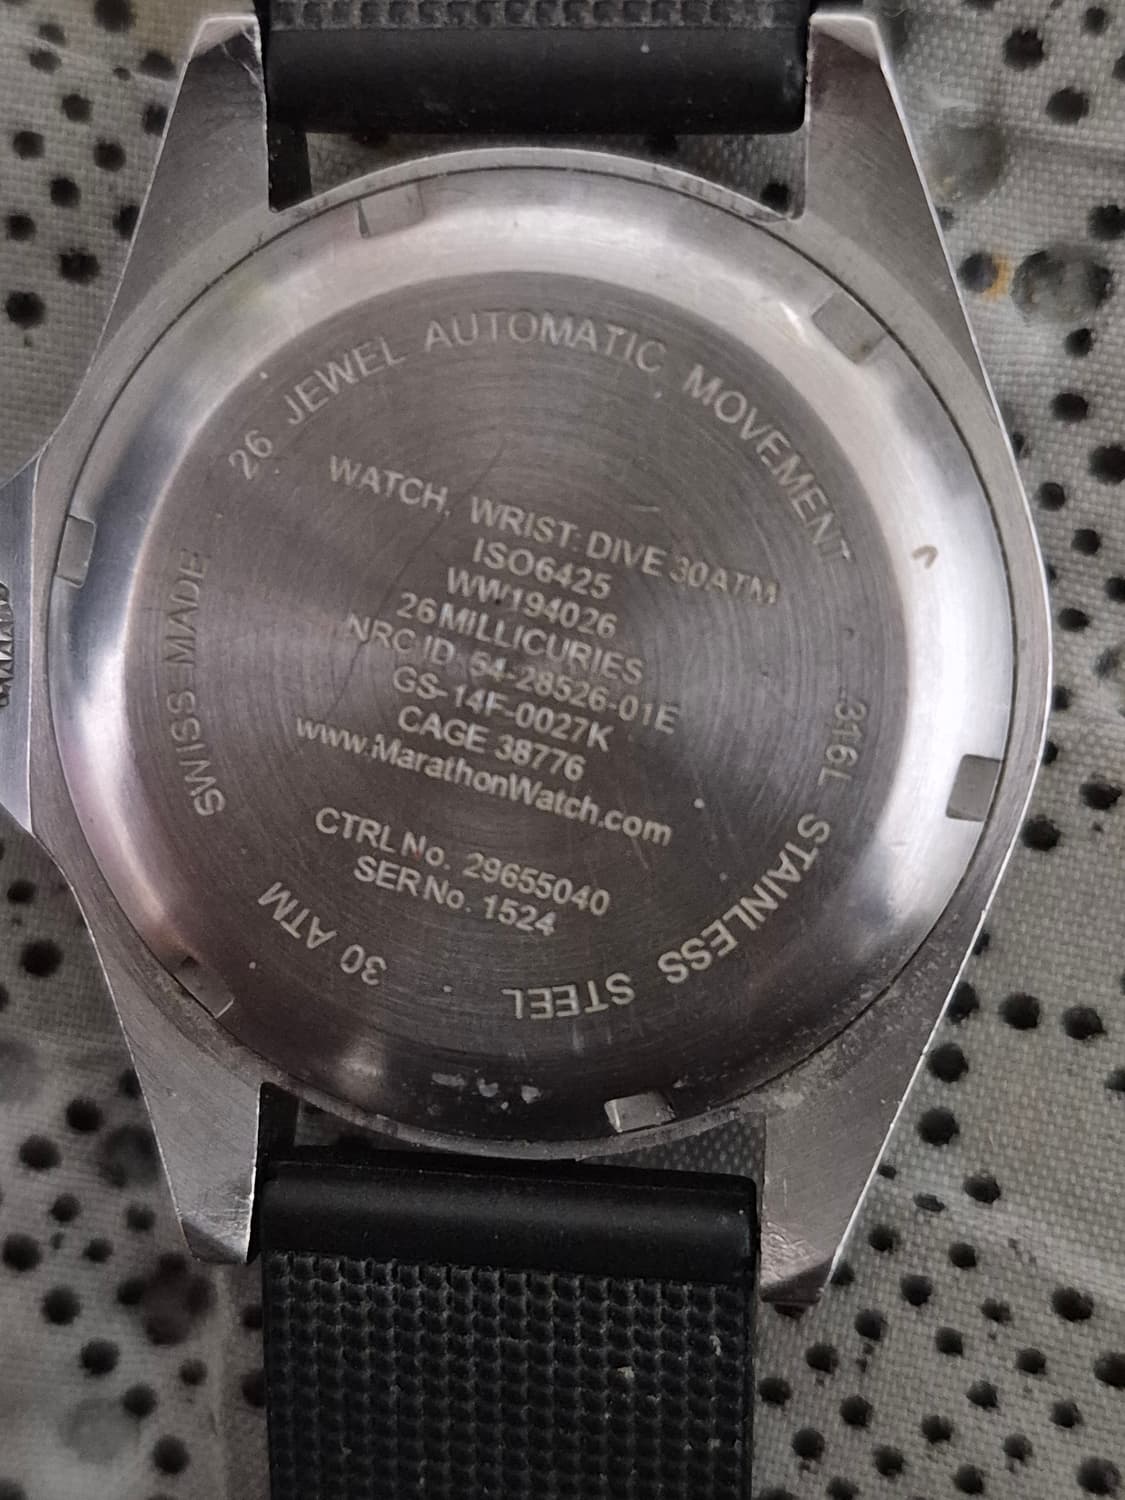 26 JEWEL AUTOMATIC MOVEMENT
WATCH, WRIST: DIVE 30ATM
ISO6425
WW194026
26 MILLICURIES
NRC ID 54-28526-01E
GS-14F-0027K
CAGE 38776
www.MarathonWatch.com
CTRL No. 29655040
SER No. 1524
316L STAINLESS STEEL
30 ATM
SWISS MADE